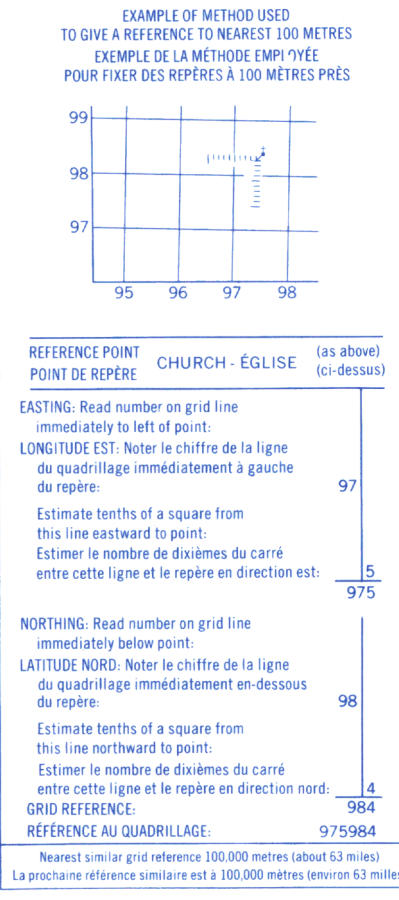 EXAMPLE OF METHOD USED
TO GIVE A REFERENCE TO NEAREST 100 METRES
EXEMPLE DE LA MÉTHODE EMPLOYÉE
POUR FIXER DES REPÈRES À 100 MÈTRES PRÈS
99
98
97
95 96 97 98
REFERENCE POINT
POINT DE REPÈRE
CHURCH - ÉGLISE
(as above)
(ci-dessus)
EASTING: Read number on grid line
immediately to left of point:
LONGITUDE EST: Noter le chiffre de la ligne
du quadrillage immédiatement à gauche
du repère: 97
Estimate tenths of a square from
this line eastward to point:
Estimer le nombre de dixièmes du carré
entre cette ligne et le repère en direction est: 5
975
NORTHING: Read number on grid line
immediately below point:
LATITUDE NORD: Noter le chiffre de la ligne
du quadrillage immédiatement en-dessous
du repère: 98
Estimate tenths of a square from
this line northward to point:
Estimer le nombre de dixièmes du carré
entre cette ligne et le repère en direction nord: 4
GRID REFERENCE: 984
RÉFÉRENCE AU QUADRILLAGE: 975984
Nearest similar grid reference 100,000 metres (about 63 miles)
La prochaine référence similaire est à 100,000 mètres (environ 63 milles